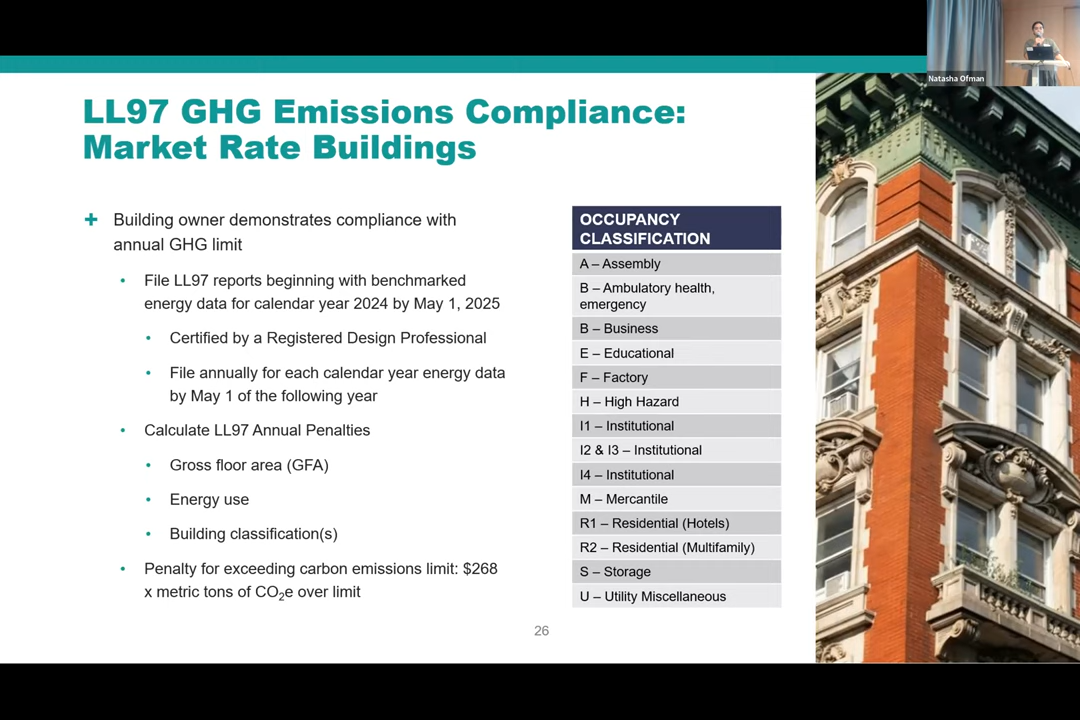 Natasha Ofman
LL97 GHG Emissions Compliance:
Market Rate Buildings
Building owner demonstrates compliance with
annual GHG limit
File LL97 reports beginning with benchmarked
energy data for calendar year 2024 by May 1, 2025
Certified by a Registered Design Professional
File annually for each calendar year energy data
by May 1 of the following year
Calculate LL97 Annual Penalties
Gross floor area (GFA)
Energy use
Building classification(s)
Penalty for exceeding carbon emissions limit: $268
x metric tons of CO₂e over limit
OCCUPANCY
CLASSIFICATION
A – Assembly
B – Ambulatory health,
emergency
B – Business
E – Educational
F – Factory
H – High Hazard
I1 – Institutional
I2 & I3 – Institutional
I4 – Institutional
M – Mercantile
R1 – Residential (Hotels)
R2 – Residential (Multifamily)
S – Storage
U – Utility Miscellaneous
26